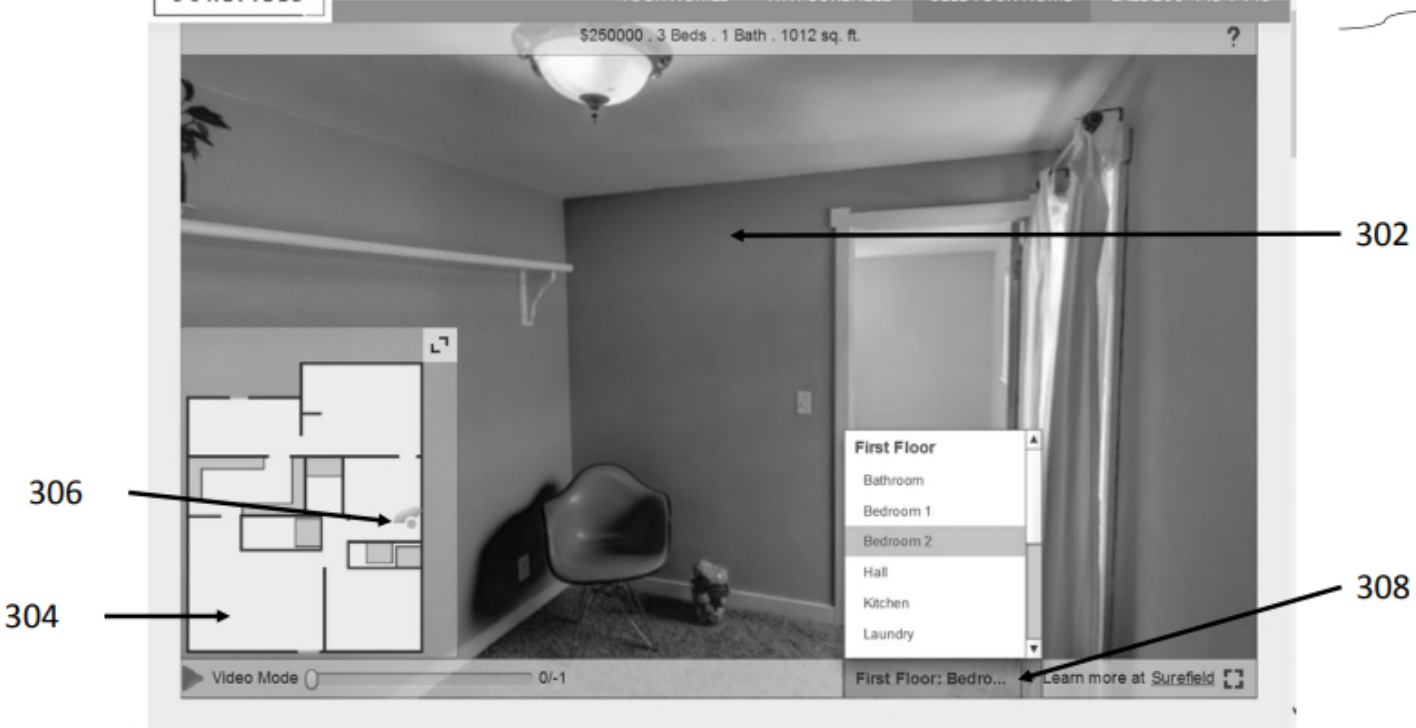 $250000 . 3 Beds . 1 Bath . 1012 sq. ft. ?
302
First Floor
Bathroom
Bedroom 1
Bedroom 2
Hall
Kitchen
Laundry
306
304
308
Video Mode 0/-1 First Floor: Bedro... Learn more at Surefield